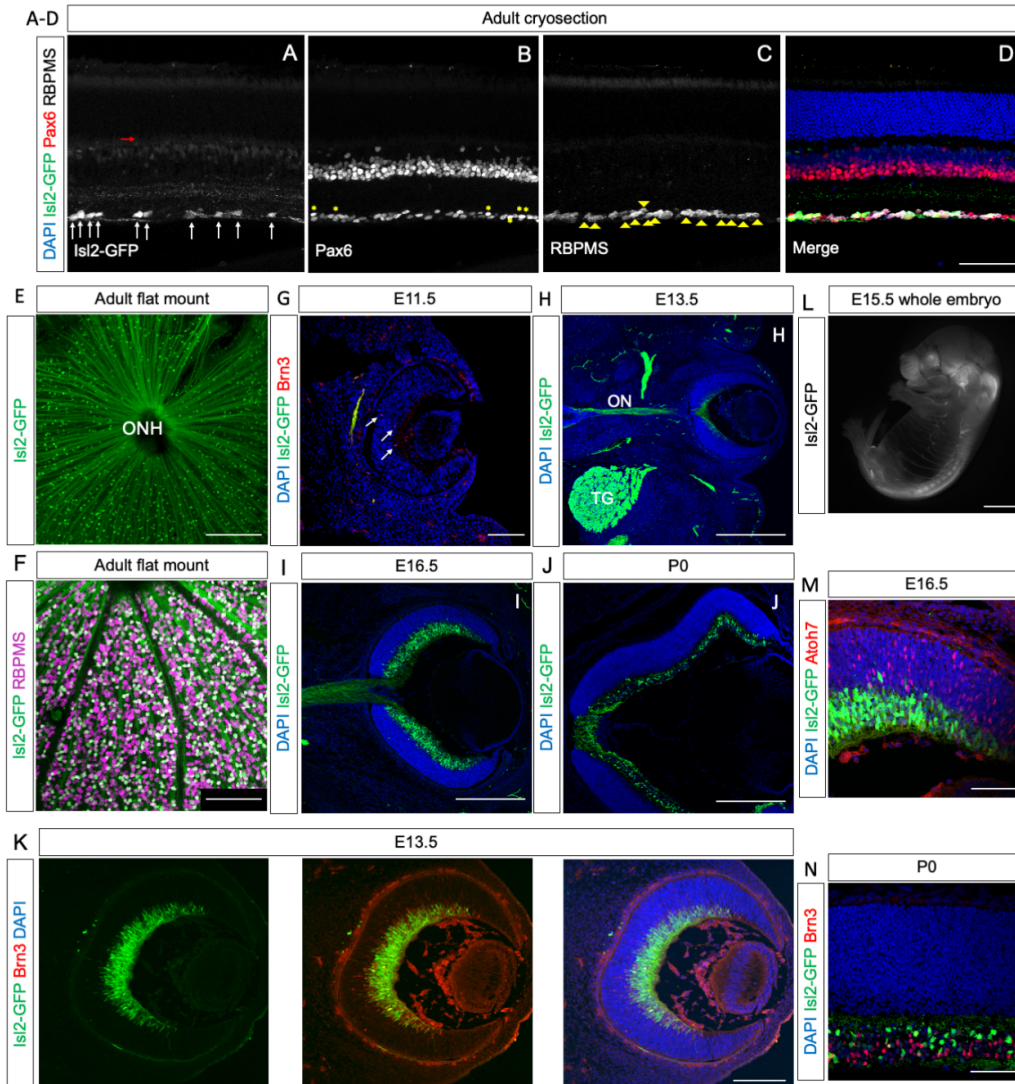 A-D
Adult cryosection
DAPI Isl2-GFP Pax6 RBPMS
A
B
C
D
Isl2-GFP
Pax6
RBPMS
Merge
E
Adult flat mount
Isl2-GFP
ONH
G
E11.5
DAPI Isl2-GFP Brn3
H
E13.5
DAPI Isl2-GFP
H
ON
TG
L
E15.5 whole embryo
Isl2-GFP
F
Adult flat mount
Isl2-GFP RBPMS
I
E16.5
DAPI Isl2-GFP
I
J
P0
DAPI Isl2-GFP
J
M
E16.5
DAPI Isl2-GFP Atoh7
K
E13.5
Isl2-GFP Brn3 DAPI
N
P0
DAPI Isl2-GFP Brn3